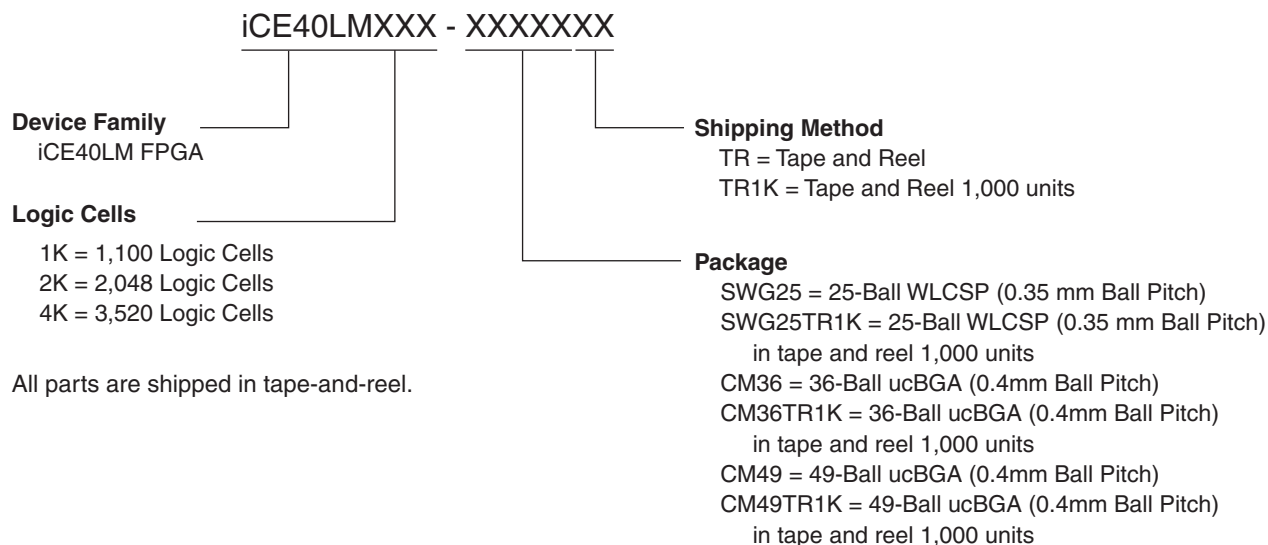 iCE40LMXXX - XXXXXXXX
Device Family
iCE40LM FPGA
Logic Cells
1K = 1,100 Logic Cells
2K = 2,048 Logic Cells
4K = 3,520 Logic Cells
All parts are shipped in tape-and-reel.
Shipping Method
TR = Tape and Reel
TR1K = Tape and Reel 1,000 units
Package
SWG25 = 25-Ball WLCSP (0.35 mm Ball Pitch)
SWG25TR1K = 25-Ball WLCSP (0.35 mm Ball Pitch)
in tape and reel 1,000 units
CM36 = 36-Ball ucBGA (0.4mm Ball Pitch)
CM36TR1K = 36-Ball ucBGA (0.4mm Ball Pitch)
in tape and reel 1,000 units
CM49 = 49-Ball ucBGA (0.4mm Ball Pitch)
CM49TR1K = 49-Ball ucBGA (0.4mm Ball Pitch)
in tape and reel 1,000 units